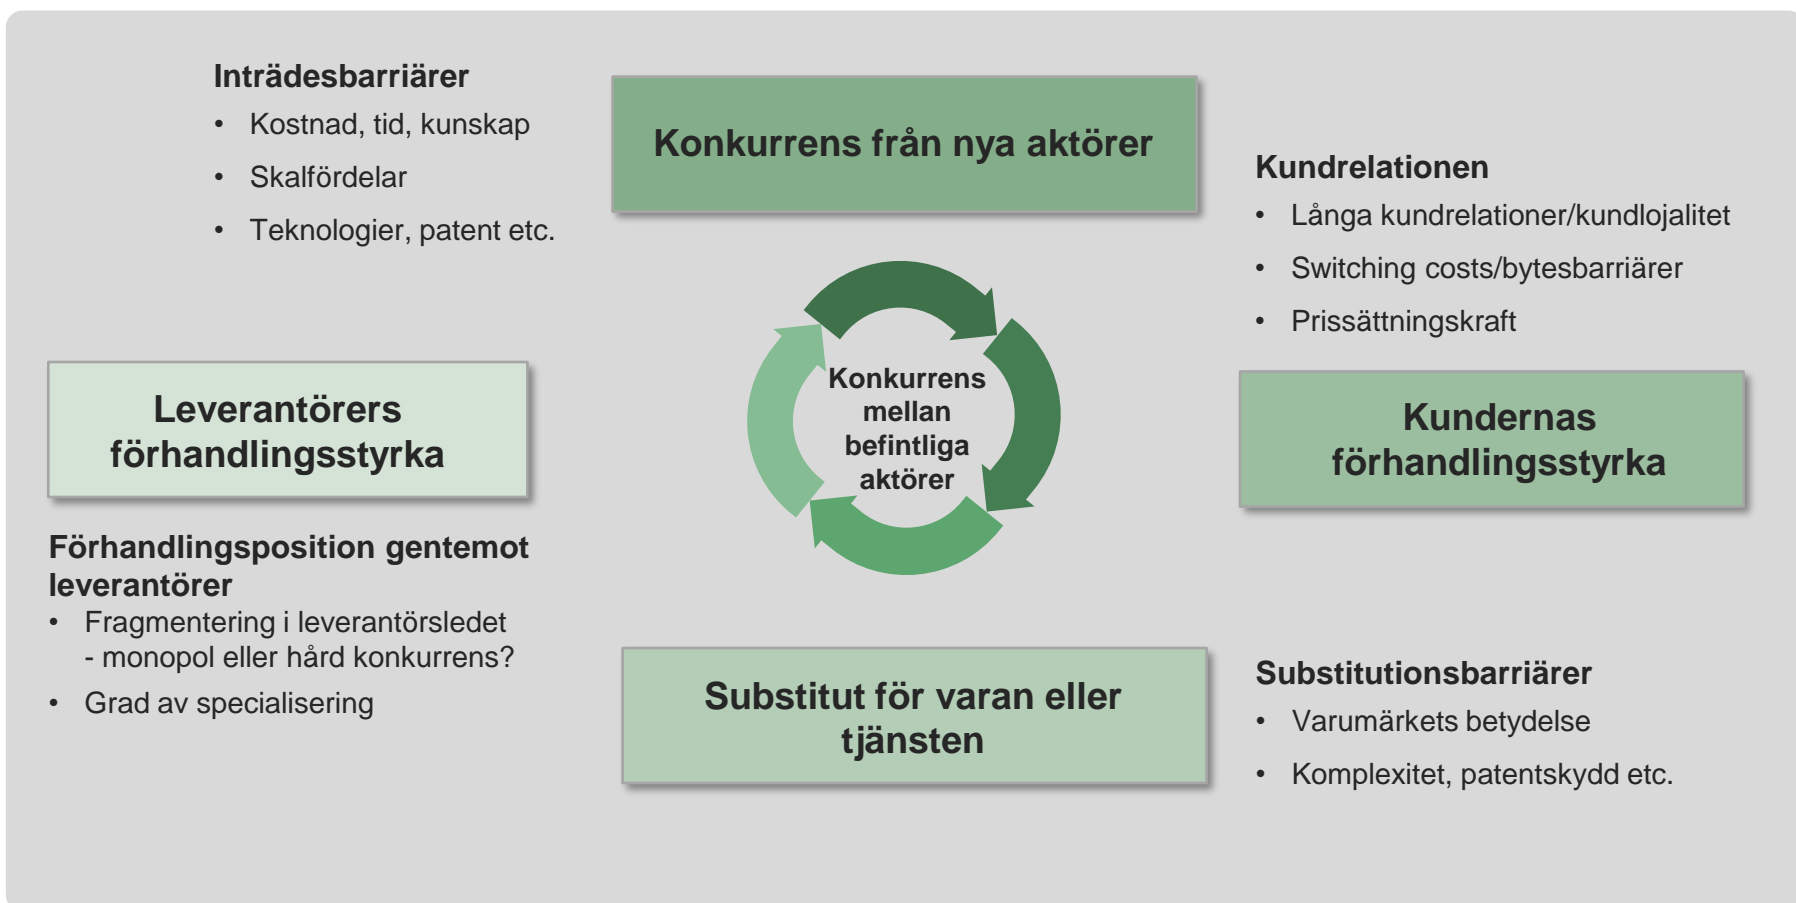 Inträdesbarriärer
• Kostnad, tid, kunskap
• Skalfördelar
• Teknologier, patent etc.
Konkurrens från nya aktörer
Kundrelationen
• Långa kundrelationer/kundlojalitet
• Switching costs/bytesbarriärer
• Prissättningskraft
Leverantörers
förhandlingsstyrka
Konkurrens
mellan
befintliga
aktörer
Kundernas
förhandlingsstyrka
Förhandlingsposition gentemot
leverantörer
• Fragmentering i leverantörsledet
- monopol eller hård konkurrens?
• Grad av specialisering
Substitut för varan eller
tjänsten
Substitutionsbarriärer
• Varumärkets betydelse
• Komplexitet, patentskydd etc.